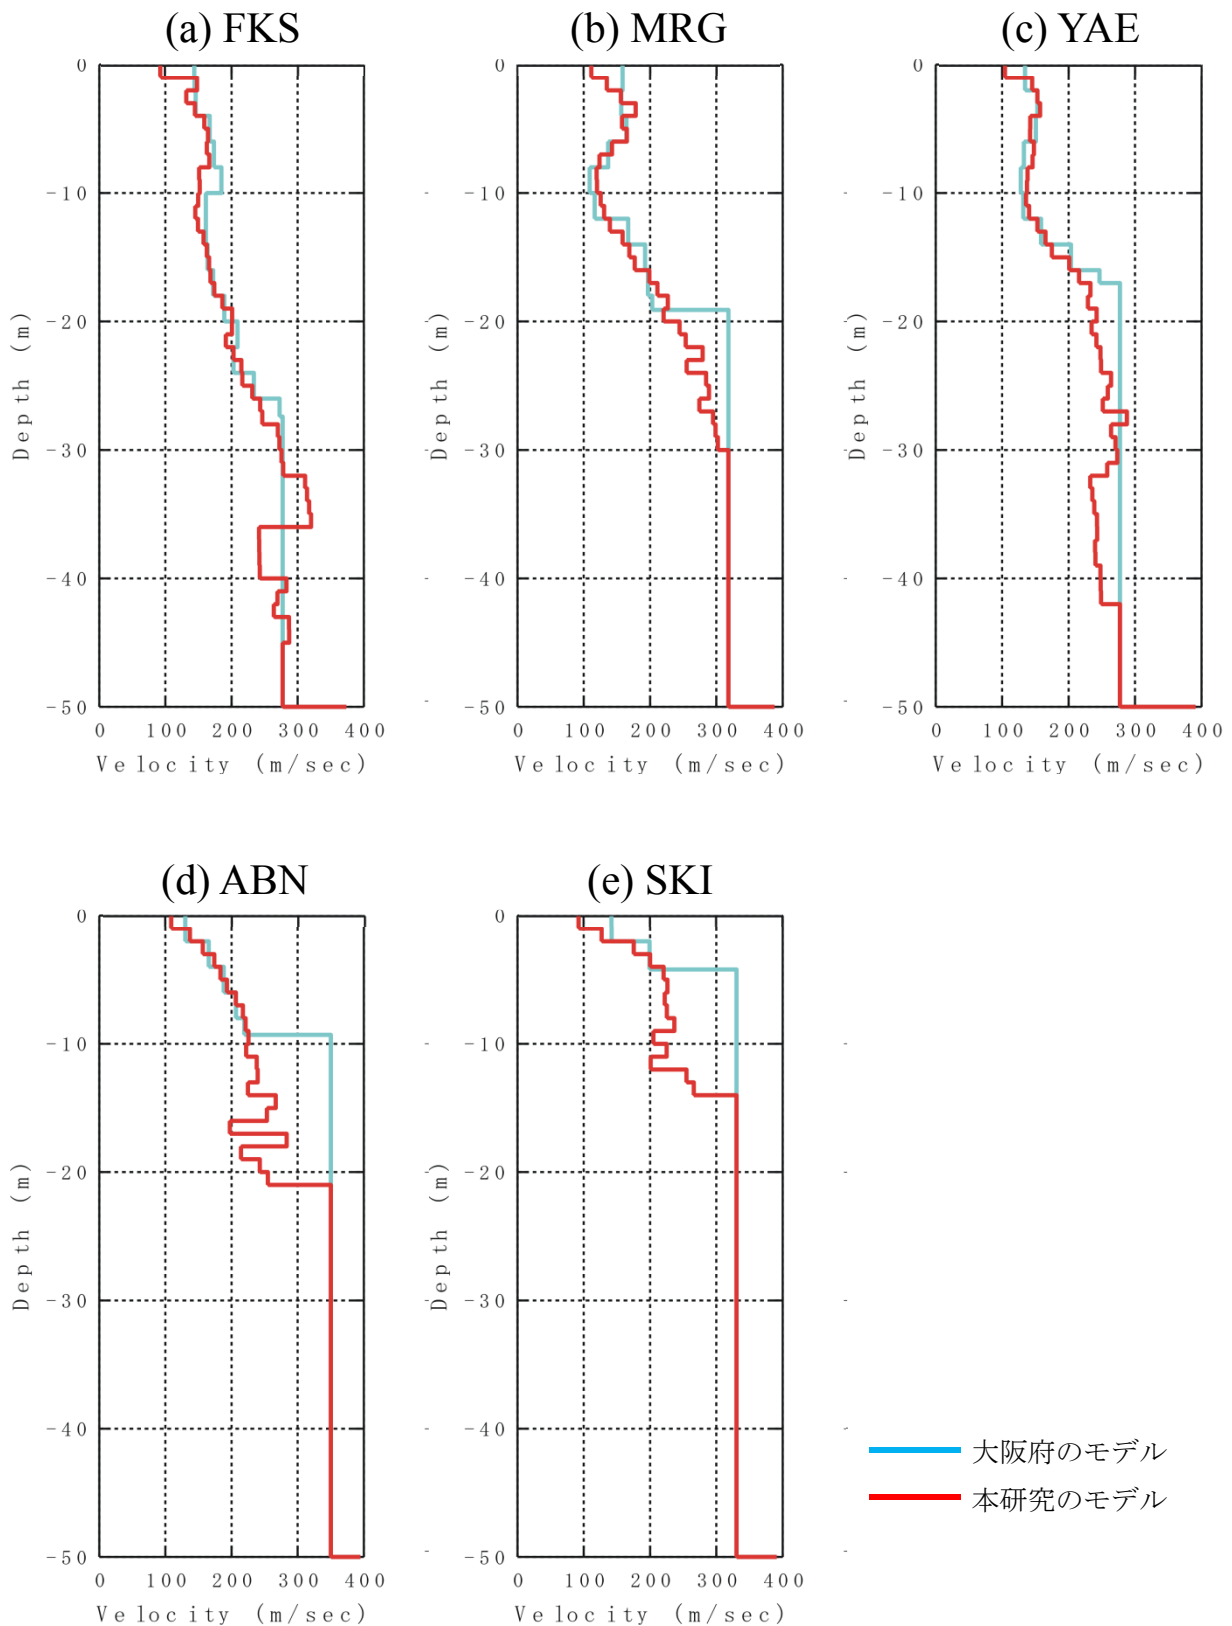 (a) FKS
(b) MRG
(c) YAE
0
-10
-20
-30
-40
-50
Depth (m)
0 100 200 300 400
Velocity (m/sec)
0
-10
-20
-30
-40
-50
Depth (m)
0 100 200 300 400
Velocity (m/sec)
0
-10
-20
-30
-40
-50
Depth (m)
0 100 200 300 400
Velocity (m/sec)
(d) ABN
(e) SKI
0
-10
-20
-30
-40
-50
Depth (m)
0 100 200 300 400
Velocity (m/sec)
0
-10
-20
-30
-40
-50
Depth (m)
0 100 200 300 400
Velocity (m/sec)
大阪府のモデル
本研究のモデル